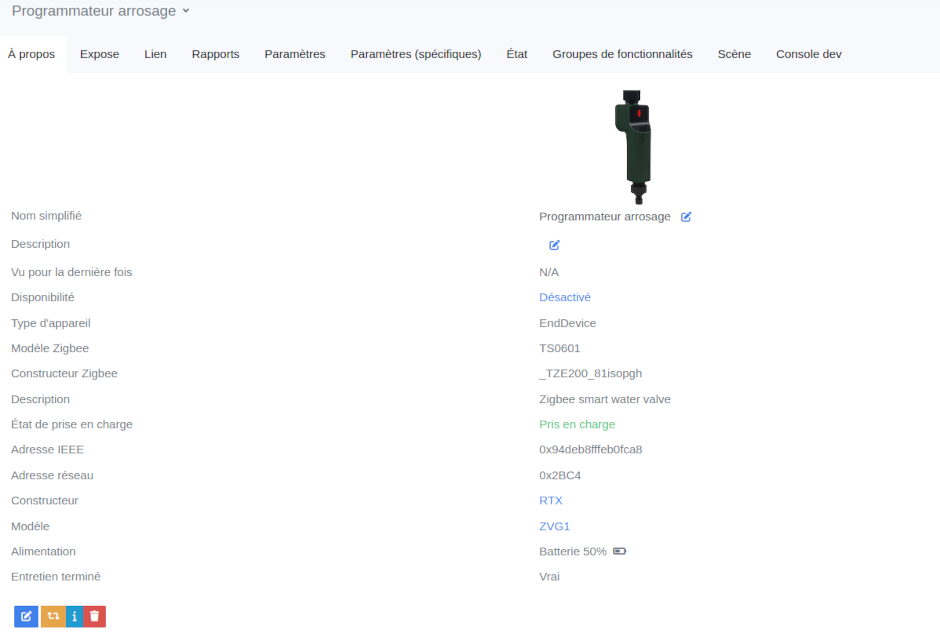 Programmateur arrosage
À propos Expose Lien Rapports Paramètres Paramètres (spécifiques) État Groupes de fonctionnalités Scène Console dev
Nom simplifié Programmateur arrosage
Description
Vu pour la dernière fois N/A
Disponibilité Désactivé
Type d'appareil EndDevice
Modèle Zigbee TS0601
Constructeur Zigbee _TZE200_81isopgh
Description Zigbee smart water valve
État de prise en charge Pris en charge
Adresse IEEE 0x94deb8fffeb0fca8
Adresse réseau 0x2BC4
Constructeur RTX
Modèle ZVG1
Alimentation Batterie 50%
Entretien terminé Vrai